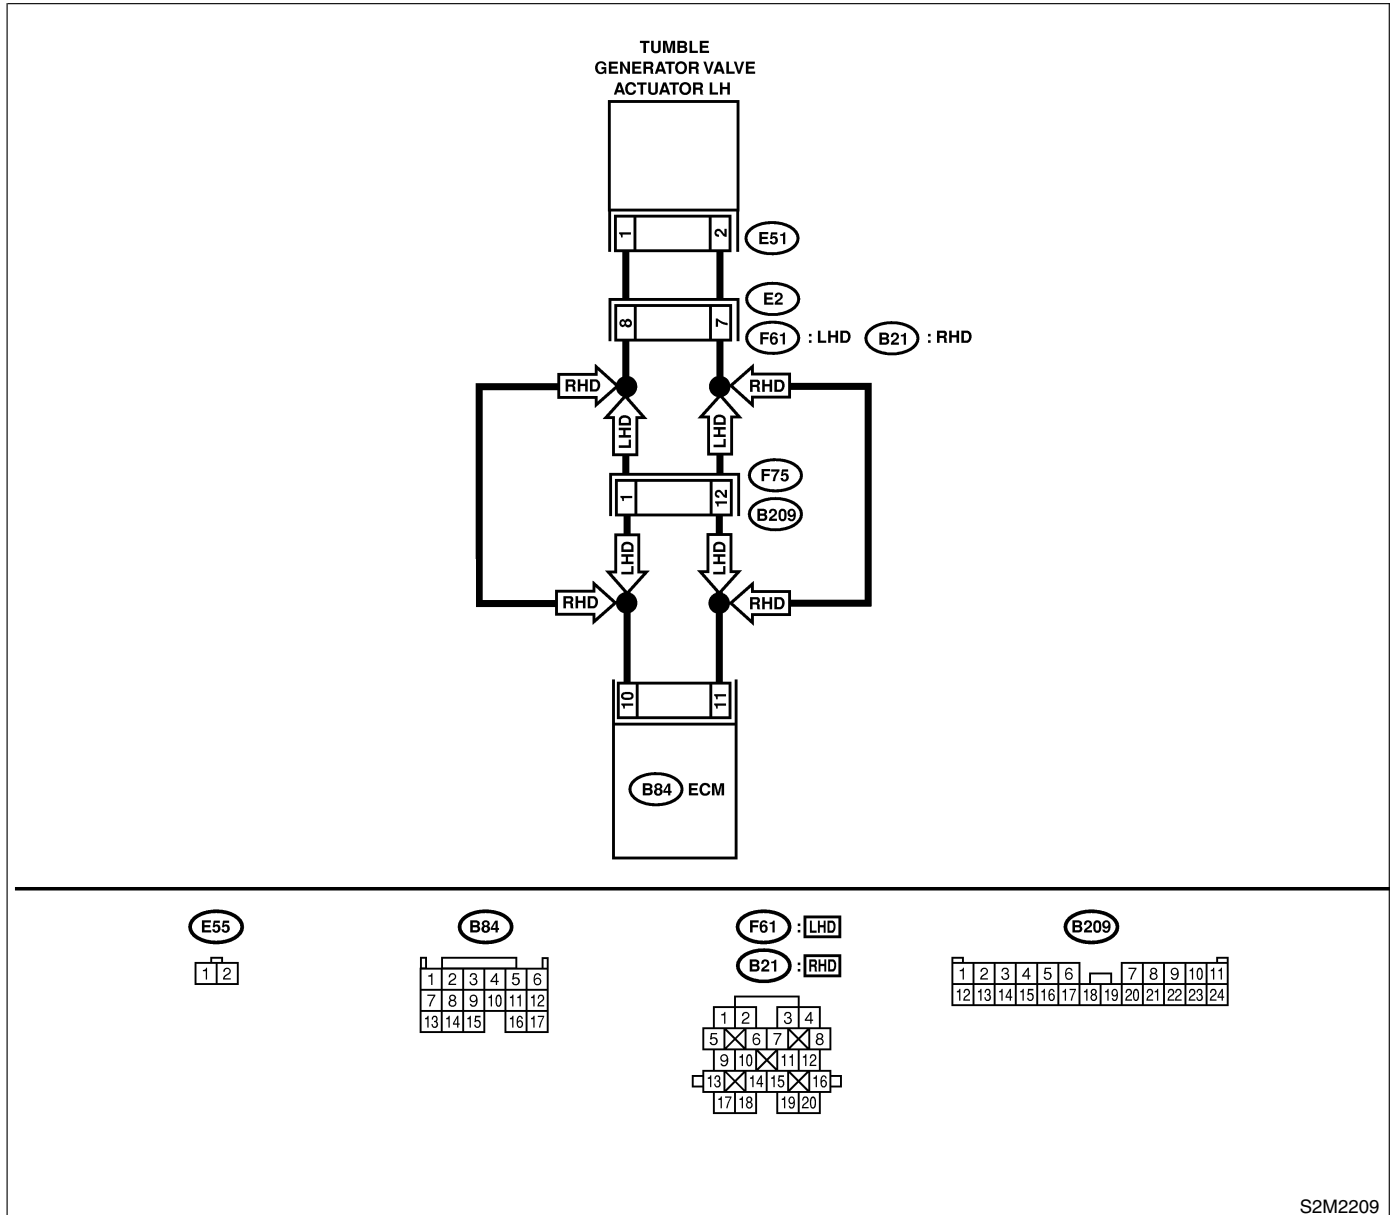 TUMBLE
GENERATOR VALVE
ACTUATOR LH
1 2 E51
E2
8 7 F61 : LHD B21 : RHD
RHD RHD
LHD LHD
F75
1 12
B209
LHD LHD
RHD RHD
10 11
B84 ECM
E55 B84 F61 : LHD B209
B21 : RHD
1 2
1 2 3 4 5 6
7 8 9 10 11 12
13 14 15 16 17
1 2 3 4
5 6 7 8
9 10 11 12
13 14 15 16
17 18 19 20
1 2 3 4 5 6 7 8 9 10 11
12 13 14 15 16 17 18 19 20 21 22 23 24
S2M2209